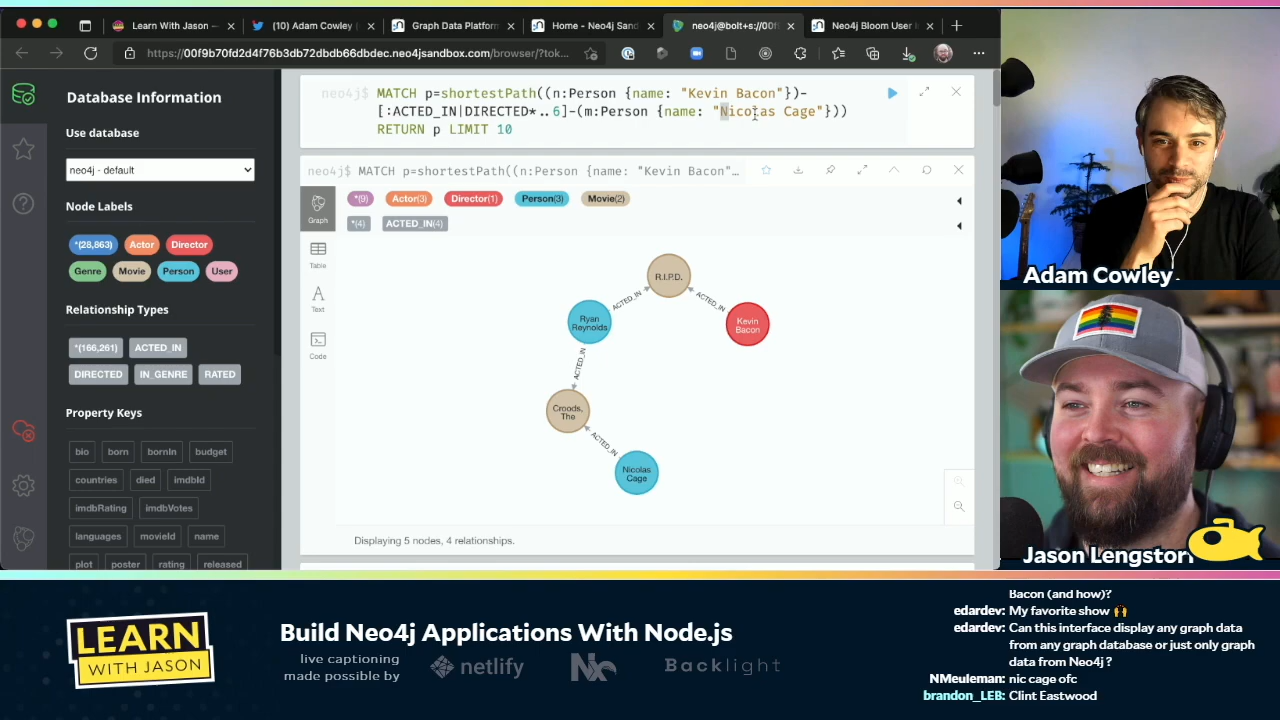 Learn With Jason
(10) Adam Cowley
Graph Data Platform
Home - Neo4j Sand
neo4j@bolt+s://00f9
Neo4j Bloom User I
https://00f9b70fd2d4f76b3db72dbdb66dbdec.neo4jsandbox.com/browser/?tok...
Database Information
Use database
neo4j - default
Node Labels
*(28,863) Actor Director
Genre Movie Person User
Relationship Types
*(166,261) ACTED_IN
DIRECTED IN_GENRE RATED
Property Keys
bio born bornIn budget
countries died imdbId
imdbRating imdbVotes
languages movieId name
plot poster rating released
neo4j$ MATCH p=shortestPath((n:Person {name: "Kevin Bacon"})-
[:ACTED_IN|DIRECTED*..6]-(m:Person {name: "Nicolas Cage"}))
RETURN p LIMIT 10
neo4j$ MATCH p=shortestPath((n:Person {name: "Kevin Bacon"…
Graph
Table
Text
Code
*(9) Actor(3) Director(1) Person(3) Movie(2)
*(4) ACTED_IN(4)
R.I.P.D.
ACTED_IN
ACTED_IN
Ryan
Reynolds
Kevin
Bacon
ACTED_IN
Croods,
The
ACTED_IN
Nicolas
Cage
Displaying 5 nodes, 4 relationships.
Adam Cowley
Jason Lengstorf
LEARN
WITH JASON
Build Neo4j Applications With Node.js
live captioning
made possible by
netlify
Backlight
Bacon (and how)?
edardev: My favorite show 🙌
edardev: Can this interface display any graph data
from any graph database or just only graph
data from Neo4j ?
NMeuleman: nic cage ofc
brandon_LEB: Clint Eastwood